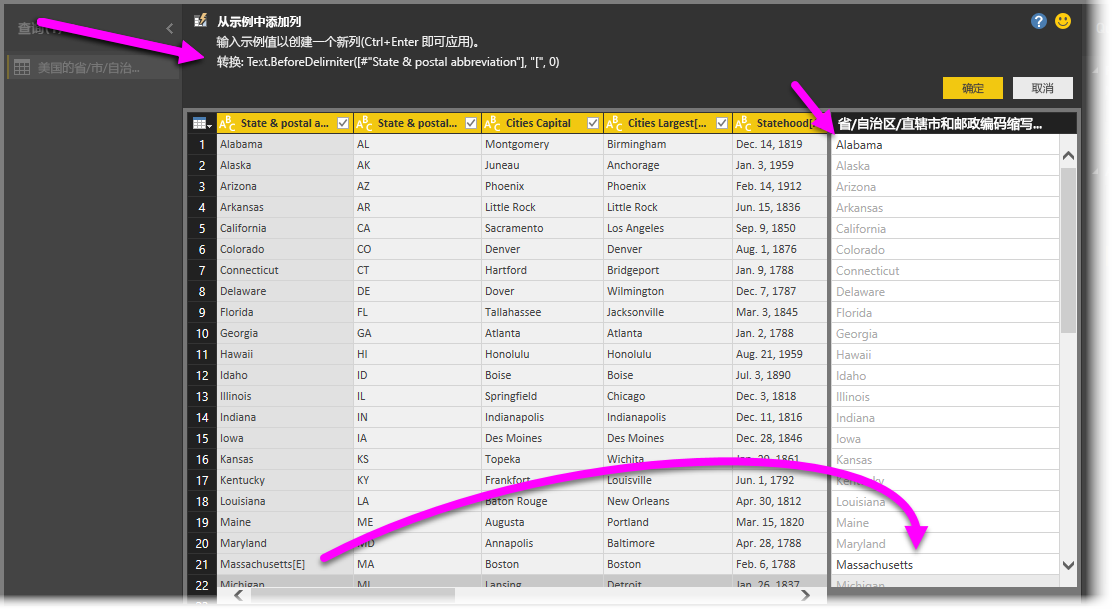 查询
从示例中添加列
输入示例值以创建一个新列(Ctrl+Enter 即可应用)。
转换: Text.BeforeDelirniter([#"State & postal abbreviation"], "[", 0)
美国的省/市/自治...
确定 取消
State & postal a... State & postal... Cities Capital Cities Largest[... Statehood[ 省/自治区/直辖市和邮政编码缩写...
1 Alabama AL Montgomery Birmingham Dec. 14, 1819 Alabama
2 Alaska AK Juneau Anchorage Jan. 3, 1959 Alaska
3 Arizona AZ Phoenix Phoenix Feb. 14, 1912 Arizona
4 Arkansas AR Little Rock Little Rock Jun. 15, 1836 Arkansas
5 California CA Sacramento Los Angeles Sep. 9, 1850 California
6 Colorado CO Denver Denver Aug. 1, 1876 Colorado
7 Connecticut CT Hartford Bridgeport Jan. 9, 1788 Connecticut
8 Delaware DE Dover Wilmington Dec. 7, 1787 Delaware
9 Florida FL Tallahassee Jacksonville Mar. 3, 1845 Florida
10 Georgia GA Atlanta Atlanta Jan. 2, 1788 Georgia
11 Hawaii HI Honolulu Honolulu Aug. 21, 1959 Hawaii
12 Idaho ID Boise Boise Jul. 3, 1890 Idaho
13 Illinois IL Springfield Chicago Dec. 3, 1818 Illinois
14 Indiana IN Indianapolis Indianapolis Dec. 11, 1816 Indiana
15 Iowa IA Des Moines Des Moines Dec. 28, 1846 Iowa
16 Kansas KS Topeka Wichita Jan. 29, 1861 Kansas
17 Kentucky KY Frankfort Louisville Jun. 1, 1792 Kentucky
18 Louisiana LA Baton Rouge New Orleans Apr. 30, 1812 Louisiana
19 Maine ME Augusta Portland Mar. 15, 1820 Maine
20 Maryland MD Annapolis Baltimore Apr. 28, 1788 Maryland
21 Massachusetts[E] MA Boston Boston Feb. 6, 1788 Massachusetts
22 Michigan MI Lansing Detroit Jan. 26, 1837 Michigan